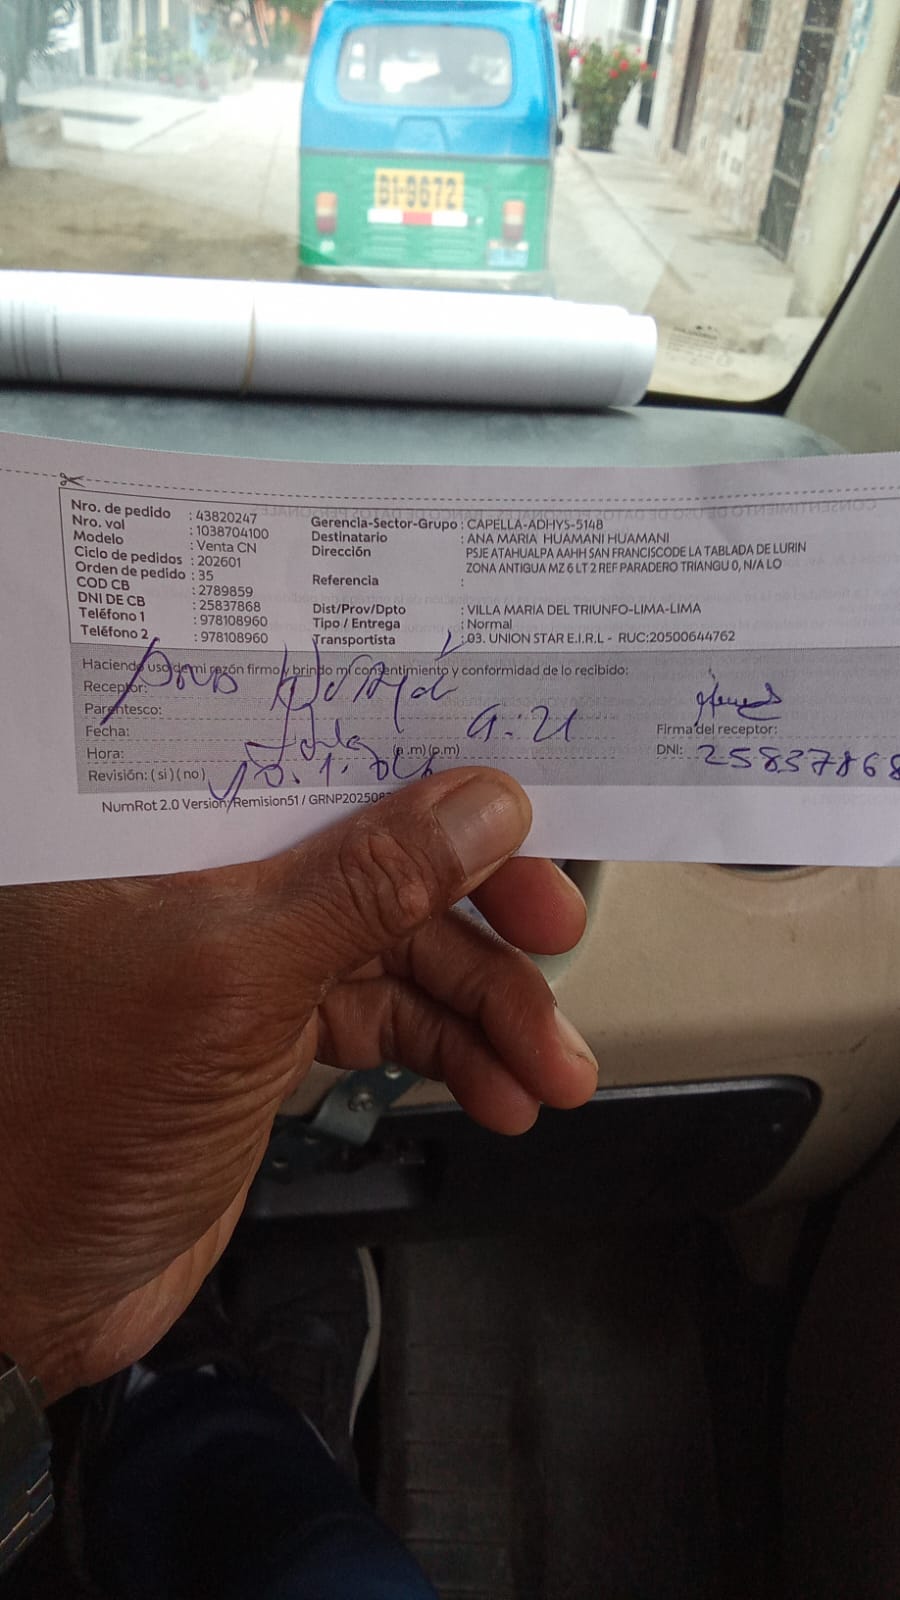 B1-9672
Nro. de pedido : 43820247
Nro. vol : 1038704100
Modelo : Venta CN
Ciclo de pedidos : 202601
Orden de pedido : 35
COD CB : 2789859
DNI DE CB : 25837868
Teléfono 1 : 978108960
Teléfono 2 : 978108960
Gerencia-Sector-Grupo : CAPELLA-ADHYS-5148
Destinatario : ANA MARIA HUAMANI HUAMANI
Dirección : PSJE ATAHUALPA AAHH SAN FRANCISCODE LA TABLADA DE LURIN
ZONA ANTIGUA MZ 6 LT 2 REF PARADERO TRIANGU 0, N/A LO
Referencia :
Dist/Prov/Dpto : VILLA MARIA DEL TRIUNFO-LIMA-LIMA
Tipo / Entrega : Normal
Transportista : 03. UNION STAR E.I.R.L - RUC:20500644762
Haciendo uso de mi razón firmo y brindo mi consentimiento y conformidad de lo recibido:
Receptor:
Parentesco:
Fecha: 9:21
Firma del receptor:
Hora: (a.m) (p.m)
DNI: 25837868
Revisión: ( si ) ( no )
NumRot 2.0 Version/Remision51 / GRNP202508